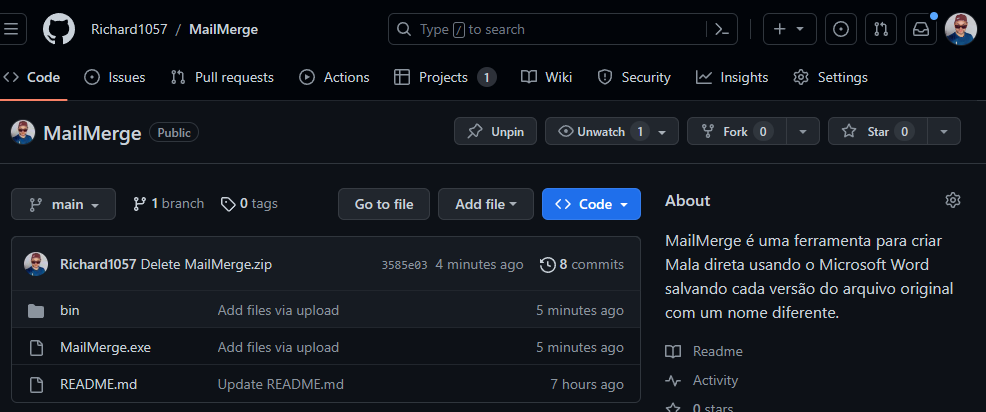 Richard1057 / MailMerge
Type / to search
Code Issues Pull requests Actions Projects 1 Wiki Security Insights Settings
MailMerge Public
Unpin Unwatch 1 Fork 0 Star 0
main 1 branch 0 tags Go to file Add file Code
Richard1057 Delete MailMerge.zip 3585e03 4 minutes ago 8 commits
bin Add files via upload 5 minutes ago
MailMerge.exe Add files via upload 5 minutes ago
README.md Update README.md 7 hours ago
About
MailMerge é uma ferramenta para criar
Mala direta usando o Microsoft Word
salvando cada versão do arquivo original
com um nome diferente.
Readme
Activity
0 stars